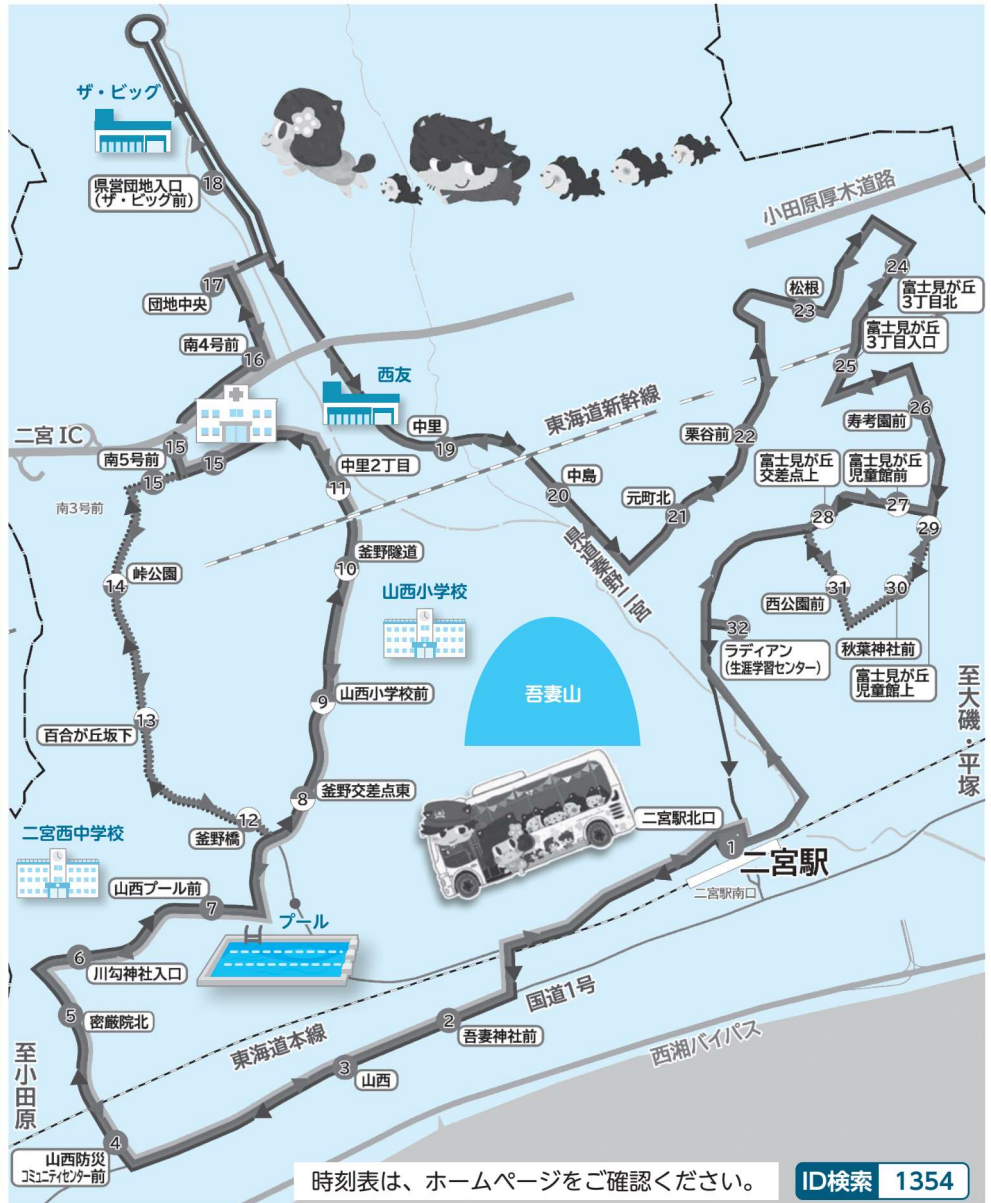 ザ・ビッグ
県営団地入口
(ザ・ビッグ前)
18
小田原厚木道路
17
団地中央
南4号前
16
松根
23
24
富士見が丘
3丁目北
富士見が丘
3丁目入口
25
西友
東海道新幹線
二宮IC
南5号前
15
15
15
南3号前
中里
19
中里2丁目
11
中島
20
元町北
21
栗谷前
22
寿考園前
26
富士見が丘
交差点上
28
富士見が丘
児童館前
27
29
釜野隧道
10
県道秦野二宮
峠公園
14
山西小学校
西公園前
31
30
秋葉神社前
富士見が丘
児童館上
32
ラディアン
(生涯学習センター)
吾妻山
山西小学校前
9
至大磯・平塚
百合が丘坂下
13
釜野交差点東
8
12
釜野橋
二宮駅北口
1
二宮駅
二宮駅南口
二宮西中学校
山西プール前
7
プール
6
川勾神社入口
5
密厳院北
国道1号
2
吾妻神社前
東海道本線
3
山西
西湘バイパス
至小田原
4
山西防災
コミュニティセンター前
時刻表は、ホームページをご確認ください。
ID検索 1354